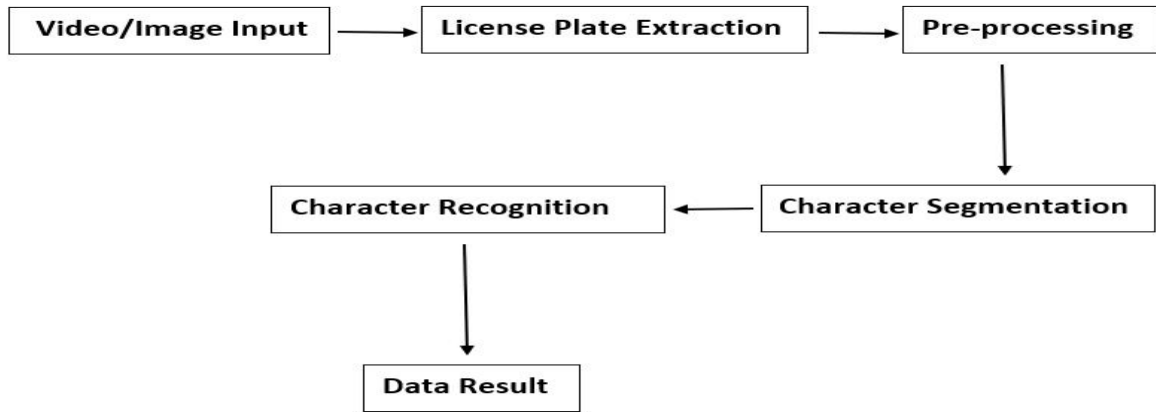 Video/Image Input
License Plate Extraction
Pre-processing
Character Segmentation
Character Recognition
Data Result